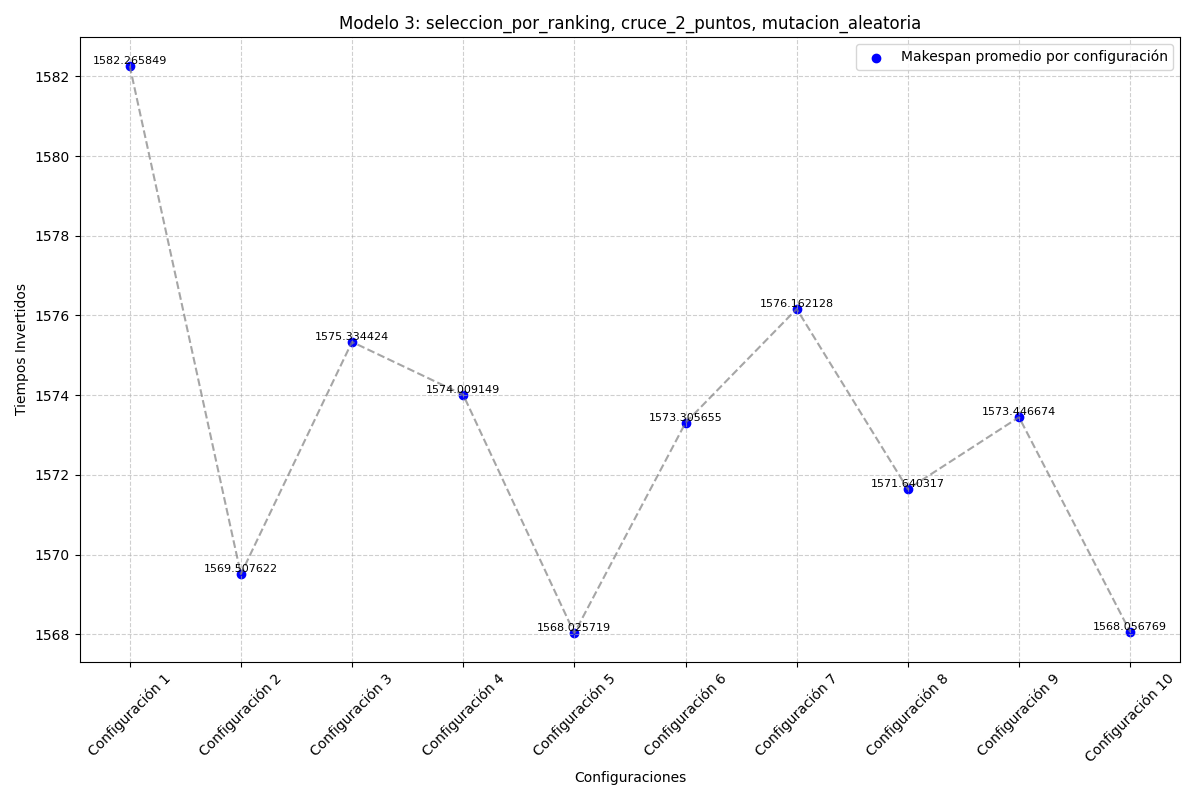 Modelo 3: seleccion_por_ranking, cruce_2_puntos, mutacion_aleatoria
Makespan promedio por configuración
1582.265849
1569.507622
1575.334424
1574.009149
1568.025719
1573.305655
1576.162128
1571.640317
1573.446674
1568.056769
Tiempos Invertidos
1582
1580
1578
1576
1574
1572
1570
1568
Configuración 1
Configuración 2
Configuración 3
Configuración 4
Configuración 5
Configuración 6
Configuración 7
Configuración 8
Configuración 9
Configuración 10
Configuraciones